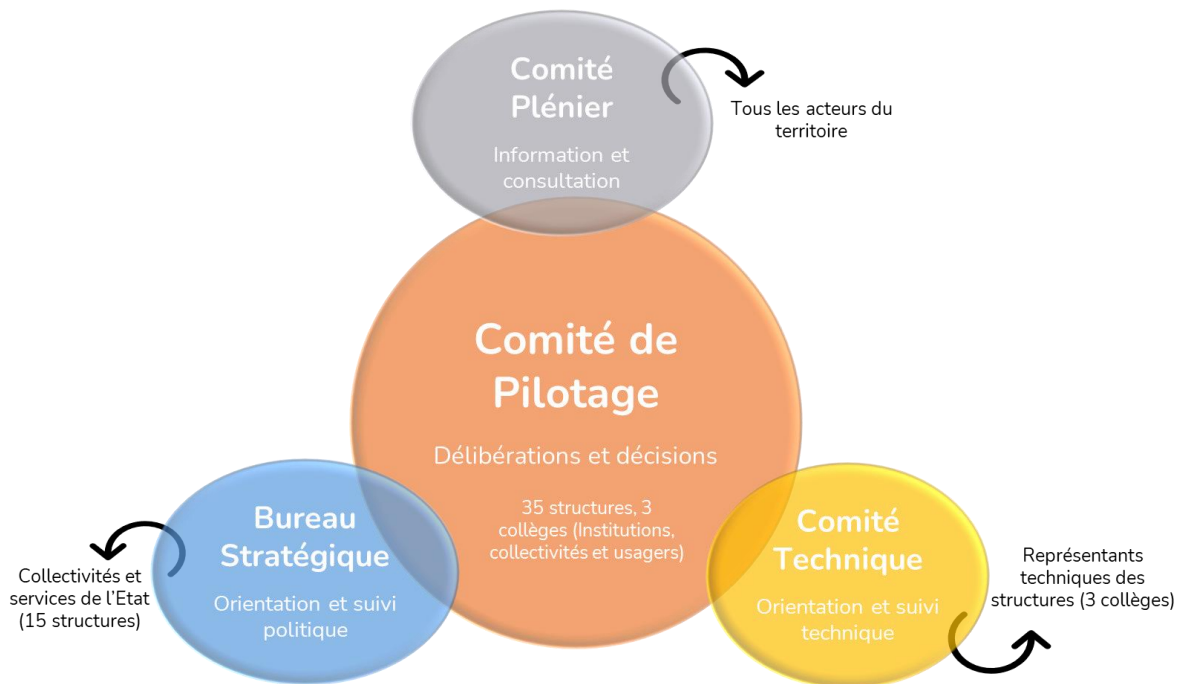 Comité
Plénier
Information et
consultation
Tous les acteurs du
territoire
Comité de
Pilotage
Délibérations et décisions
35 structures, 3
collèges (Institutions,
collectivités et usagers)
Bureau
Stratégique
Orientation et suivi
politique
Collectivités et
services de l'Etat
(15 structures)
Comité
Technique
Orientation et suivi
technique
Représentants
techniques des
structures (3 collèges)